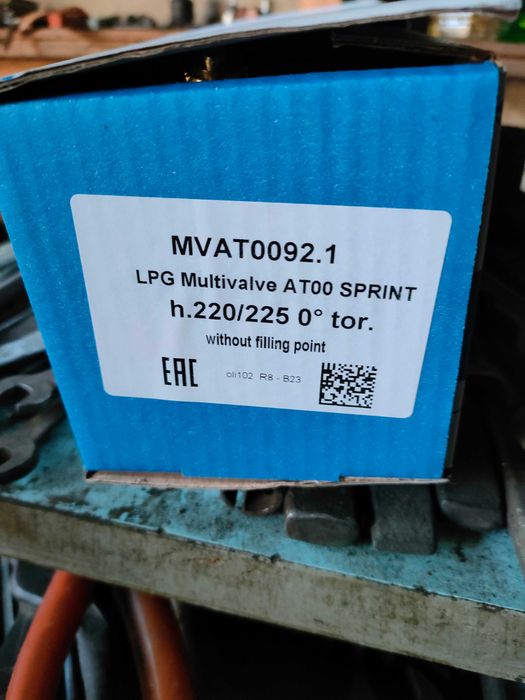 MVAT0092.1
LPG Multivalve AT00 SPRINT
h.220/225 0° tor.
without filling point
EAC oli102 R8 - B23